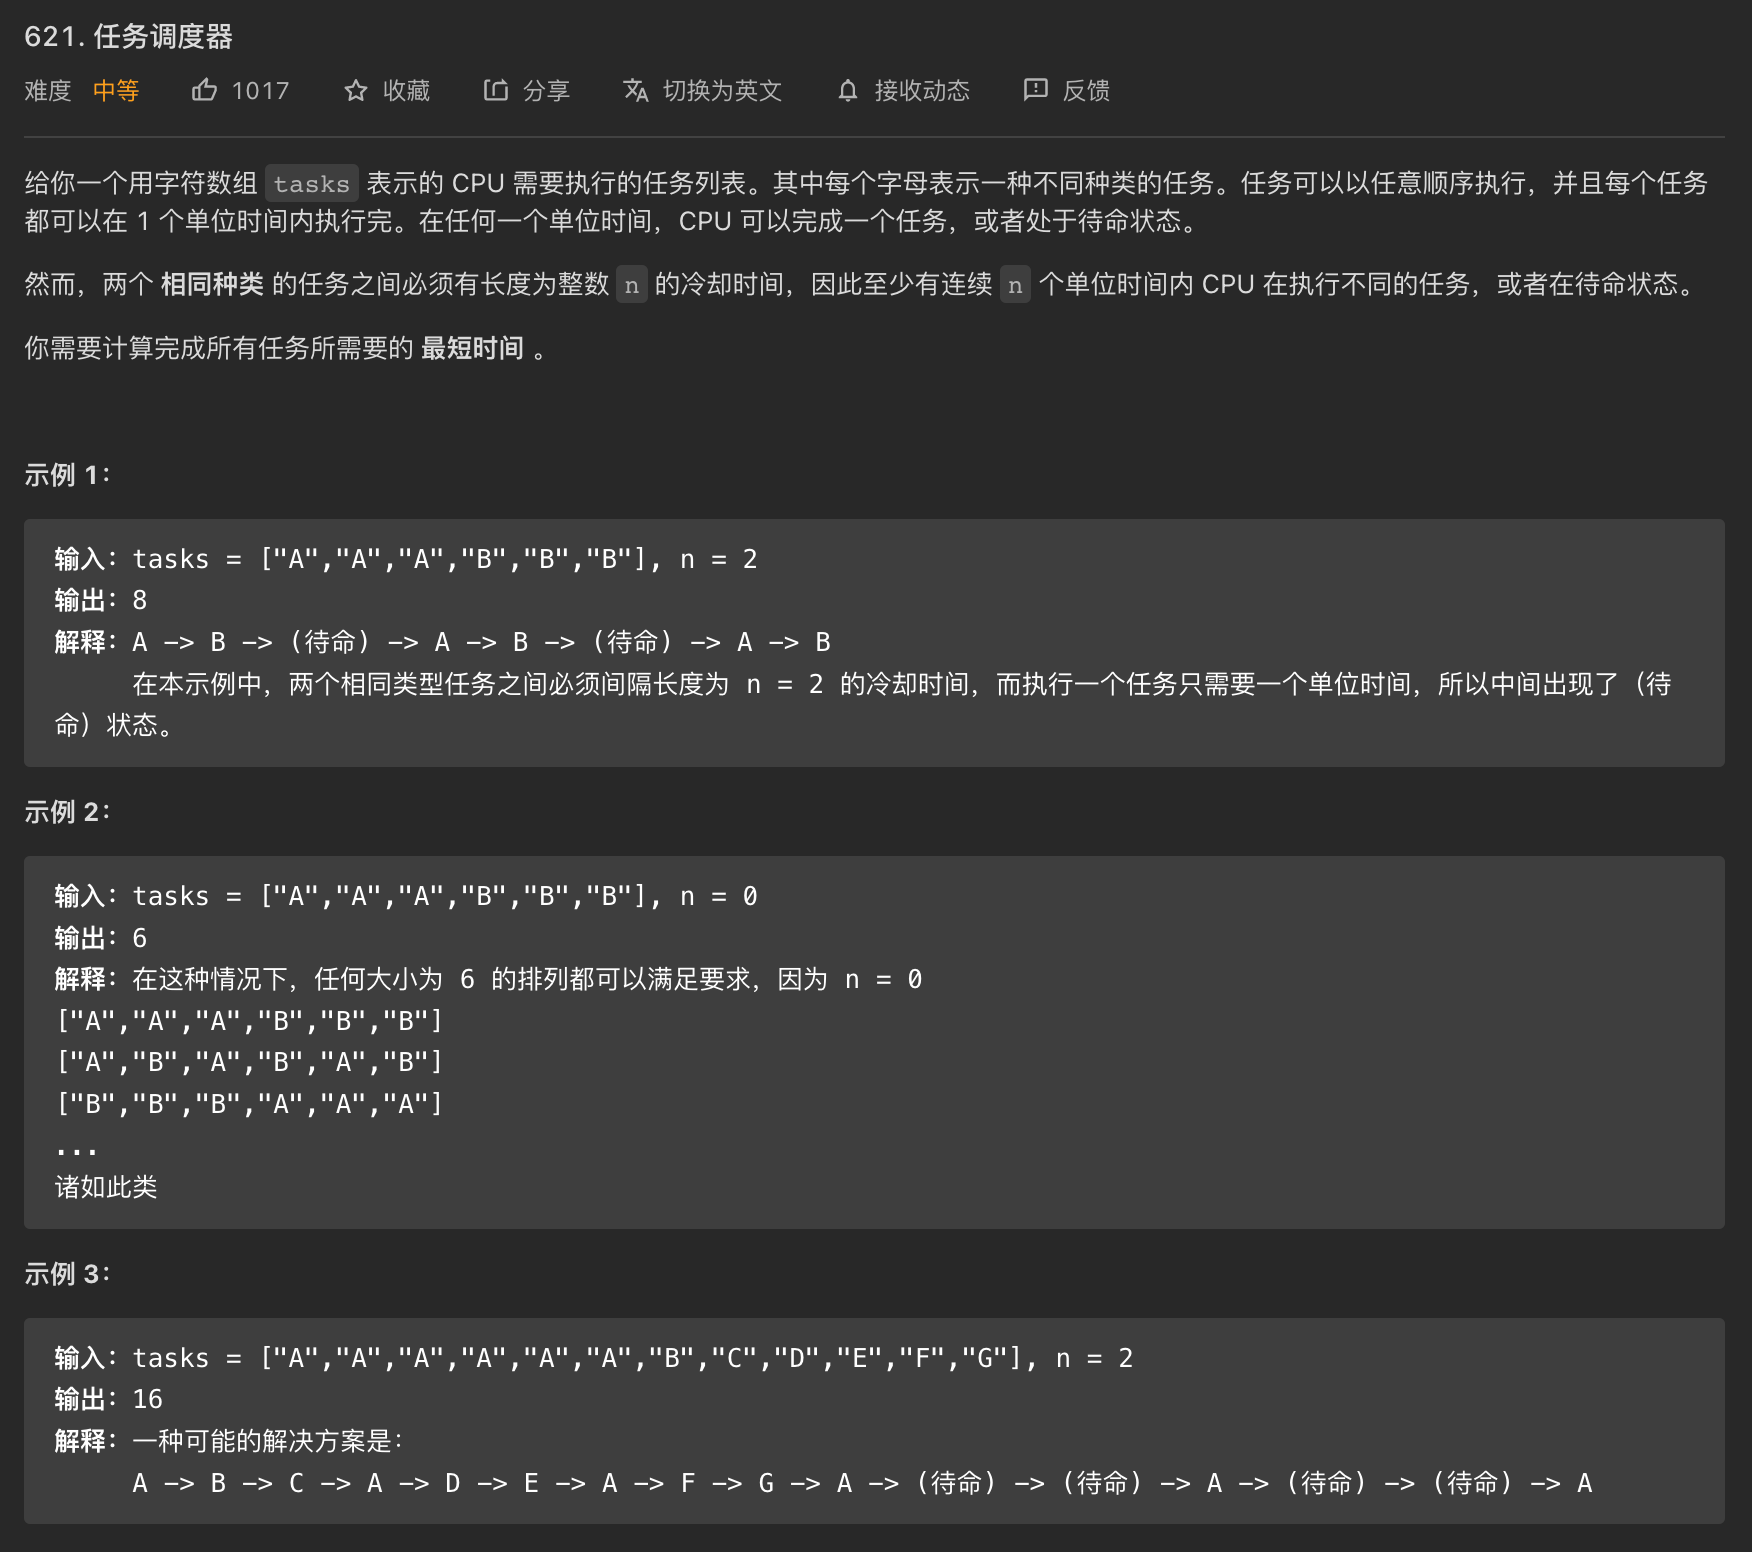 621. 任务调度器
难度 中等 1017 收藏 分享 切换为英文 接收动态 反馈
给你一个用字符数组 tasks 表示的 CPU 需要执行的任务列表。其中每个字母表示一种不同种类的任务。任务可以以任意顺序执行，并且每个任务
都可以在 1 个单位时间内执行完。在任何一个单位时间，CPU 可以完成一个任务，或者处于待命状态。
然而，两个 相同种类 的任务之间必须有长度为整数 n 的冷却时间，因此至少有连续 n 个单位时间内 CPU 在执行不同的任务，或者在待命状态。
你需要计算完成所有任务所需要的 最短时间 。
示例 1：
输入：tasks = ["A","A","A","B","B","B"], n = 2
输出：8
解释：A -> B -> (待命) -> A -> B -> (待命) -> A -> B
在本示例中，两个相同类型任务之间必须间隔长度为 n = 2 的冷却时间，而执行一个任务只需要一个单位时间，所以中间出现了（待
命）状态。
示例 2：
输入：tasks = ["A","A","A","B","B","B"], n = 0
输出：6
解释：在这种情况下，任何大小为 6 的排列都可以满足要求，因为 n = 0
["A","A","A","B","B","B"]
["A","B","A","B","A","B"]
["B","B","B","A","A","A"]
...
诸如此类
示例 3：
输入：tasks = ["A","A","A","A","A","A","B","C","D","E","F","G"], n = 2
输出：16
解释：一种可能的解决方案是：
A -> B -> C -> A -> D -> E -> A -> F -> G -> A -> (待命) -> (待命) -> A -> (待命) -> (待命) -> A